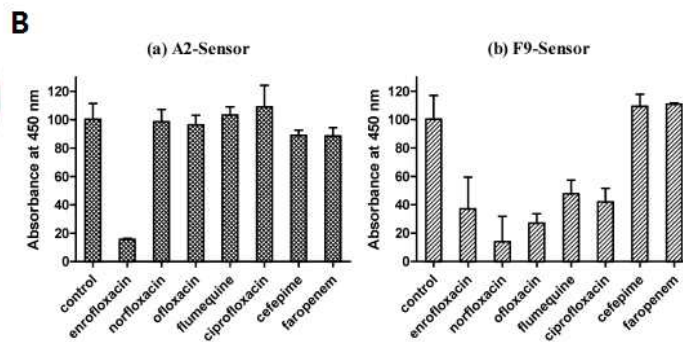 B
(a) A2-Sensor
Absorbance at 450 nm
120
100
80
60
40
20
0
control
enrofloxacin
norfloxacin
ofloxacin
flumequine
ciprofloxacin
cefepime
faropenem
(b) F9-Sensor
Absorbance at 450 nm
120
100
80
60
40
20
0
control
enrofloxacin
norfloxacin
ofloxacin
flumequine
ciprofloxacin
cefepime
faropenem